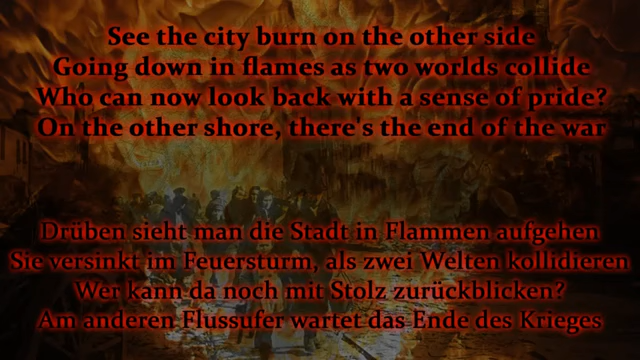 See the city burn on the other side
Going down in flames as two worlds collide
Who can now look back with a sense of pride?
On the other shore, there's the end of the war
Drüben sieht man die Stadt in Flammen aufgehen
Sie versinkt im Feuersturm, als zwei Welten kollidieren
Wer kann da noch mit Stolz zurückblicken?
Am anderen Flussufer wartet das Ende des Krieges